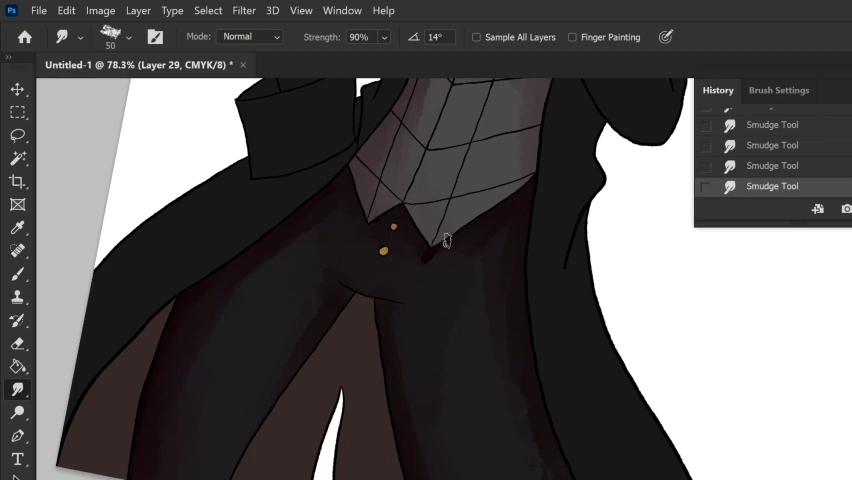 Ps File Edit Image Layer Type Select Filter 3D View Window Help
50 Mode: Normal Strength: 90% 14° Sample All Layers Finger Painting
Untitled-1 @ 78.3% (Layer 29, CMYK/8) * ×
History Brush Settings
Smudge Tool
Smudge Tool
Smudge Tool
Smudge Tool
T